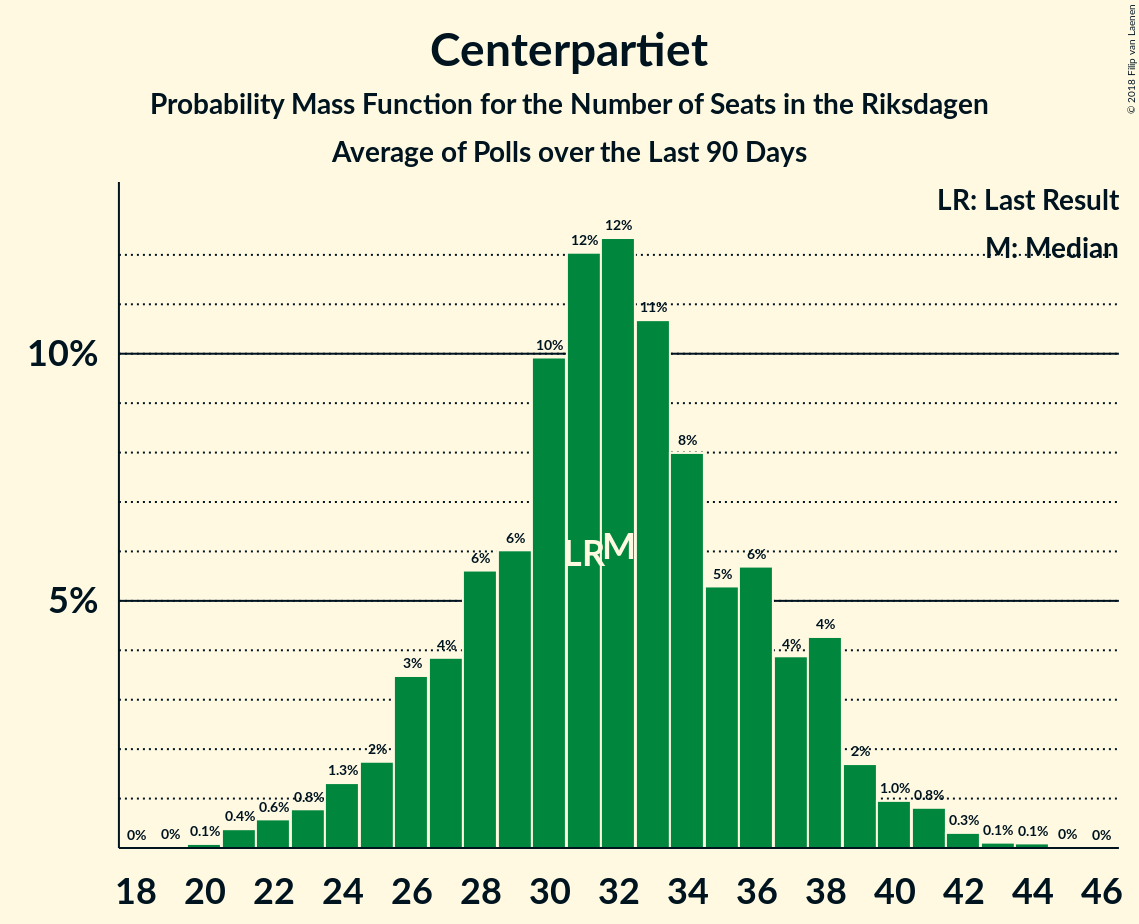 Centerpartiet
Probability Mass Function for the Number of Seats in the Riksdagen
Average of Polls over the Last 90 Days
© 2018 Filip van Laenen
LR: Last Result
M: Median
10%
5%
0% 0% 0.1% 0.4% 0.6% 0.8% 1.3% 2% 3% 4% 6% 6% 10% 12% 12% 11% 8% 5% 6% 4% 4% 2% 1.0% 0.8% 0.3% 0.1% 0.1% 0% 0%
LR M
18 20 22 24 26 28 30 32 34 36 38 40 42 44 46